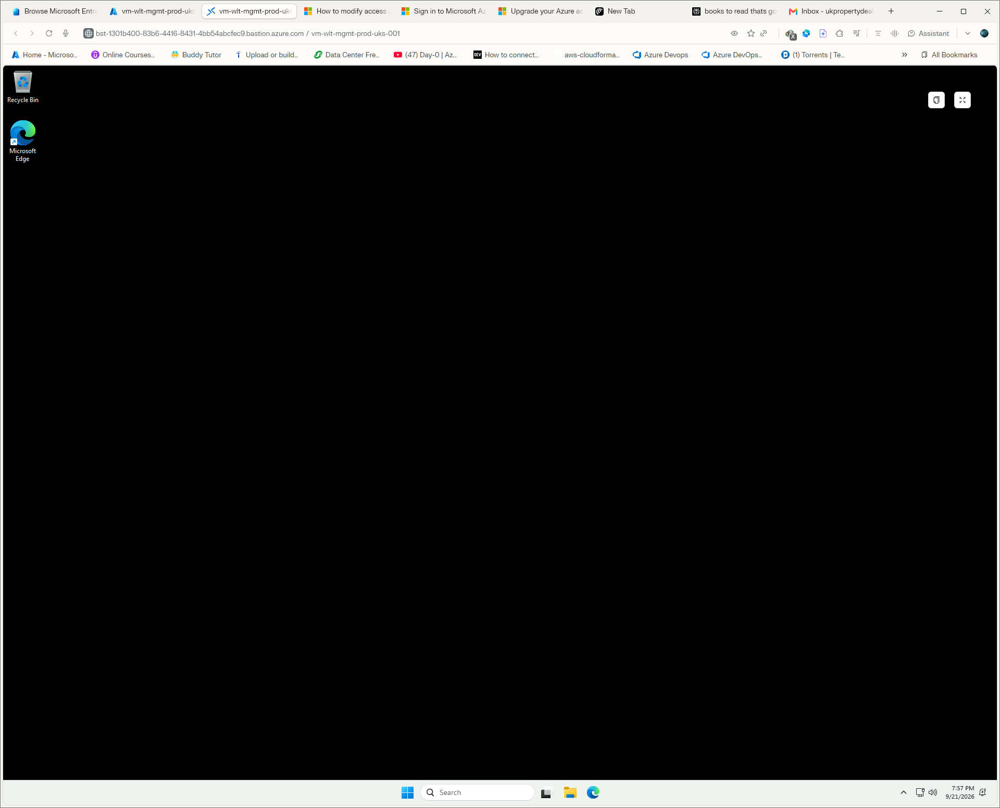 Browse Microsoft Entra
vm-wlt-mgmt-prod-uks
vm-wlt-mgmt-prod-uks
How to modify access
Sign in to Microsoft Az
Upgrade your Azure ac
New Tab
books to read thats go
Inbox - ukpropertydeal
bst-1301b400-83b6-4416-8431-4bb54abcfec9.bastion.azure.com / vm-wlt-mgmt-prod-uks-001
X
Assistant
Home - Microso...
Online Courses...
Buddy Tutor
Upload or build...
Data Center Fre...
(47) Day-0 | Az...
DEV
How to connect...
aws-cloudforma...
Azure Devops
Azure DevOps...
(1) Torrents | Te...
All Bookmarks
Recycle Bin
Microsoft
Edge
Search
7:57 PM
9/21/2026